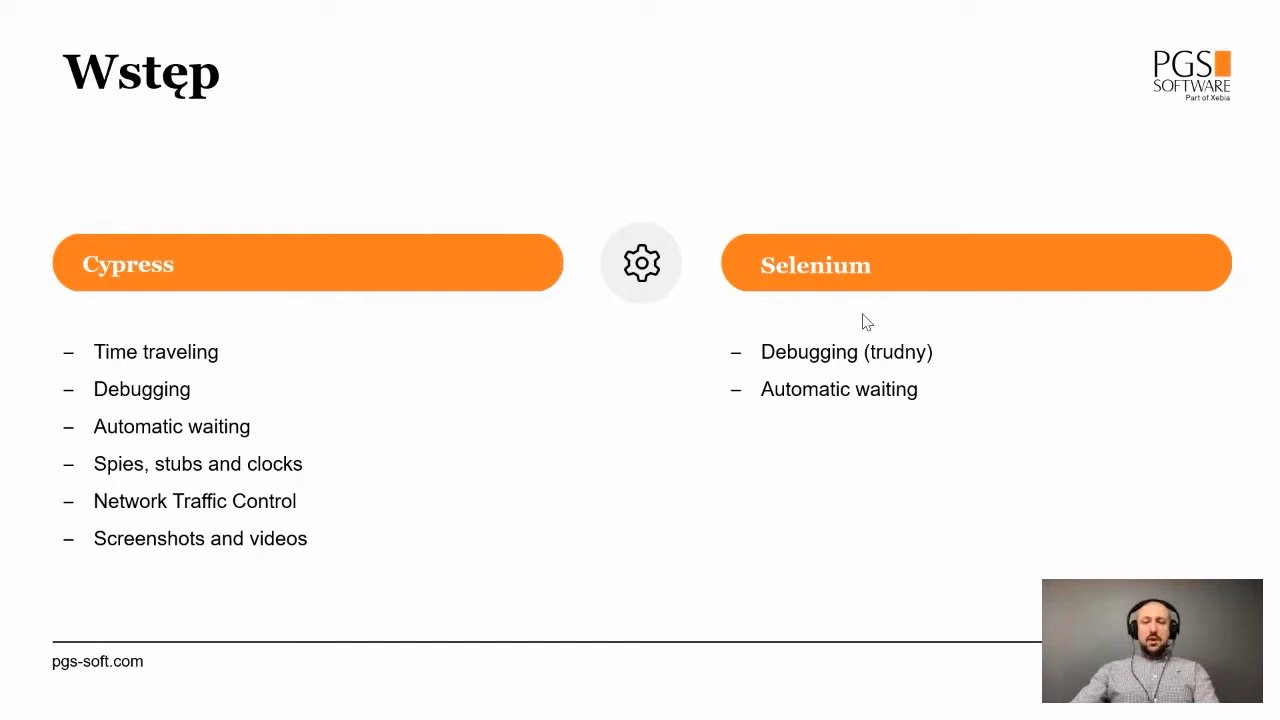 Wstęp
PGS
SOFTWARE
Part of Xebia
Cypress
– Time traveling
– Debugging
– Automatic waiting
– Spies, stubs and clocks
– Network Traffic Control
– Screenshots and videos
Selenium
– Debugging (trudny)
– Automatic waiting
pgs-soft.com